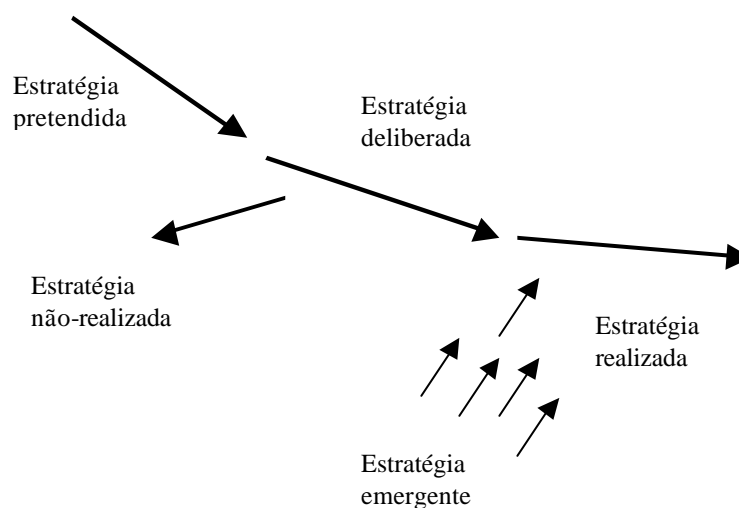 Estratégia
pretendida
Estratégia
deliberada
Estratégia
não-realizada
Estratégia
realizada
Estratégia
emergente